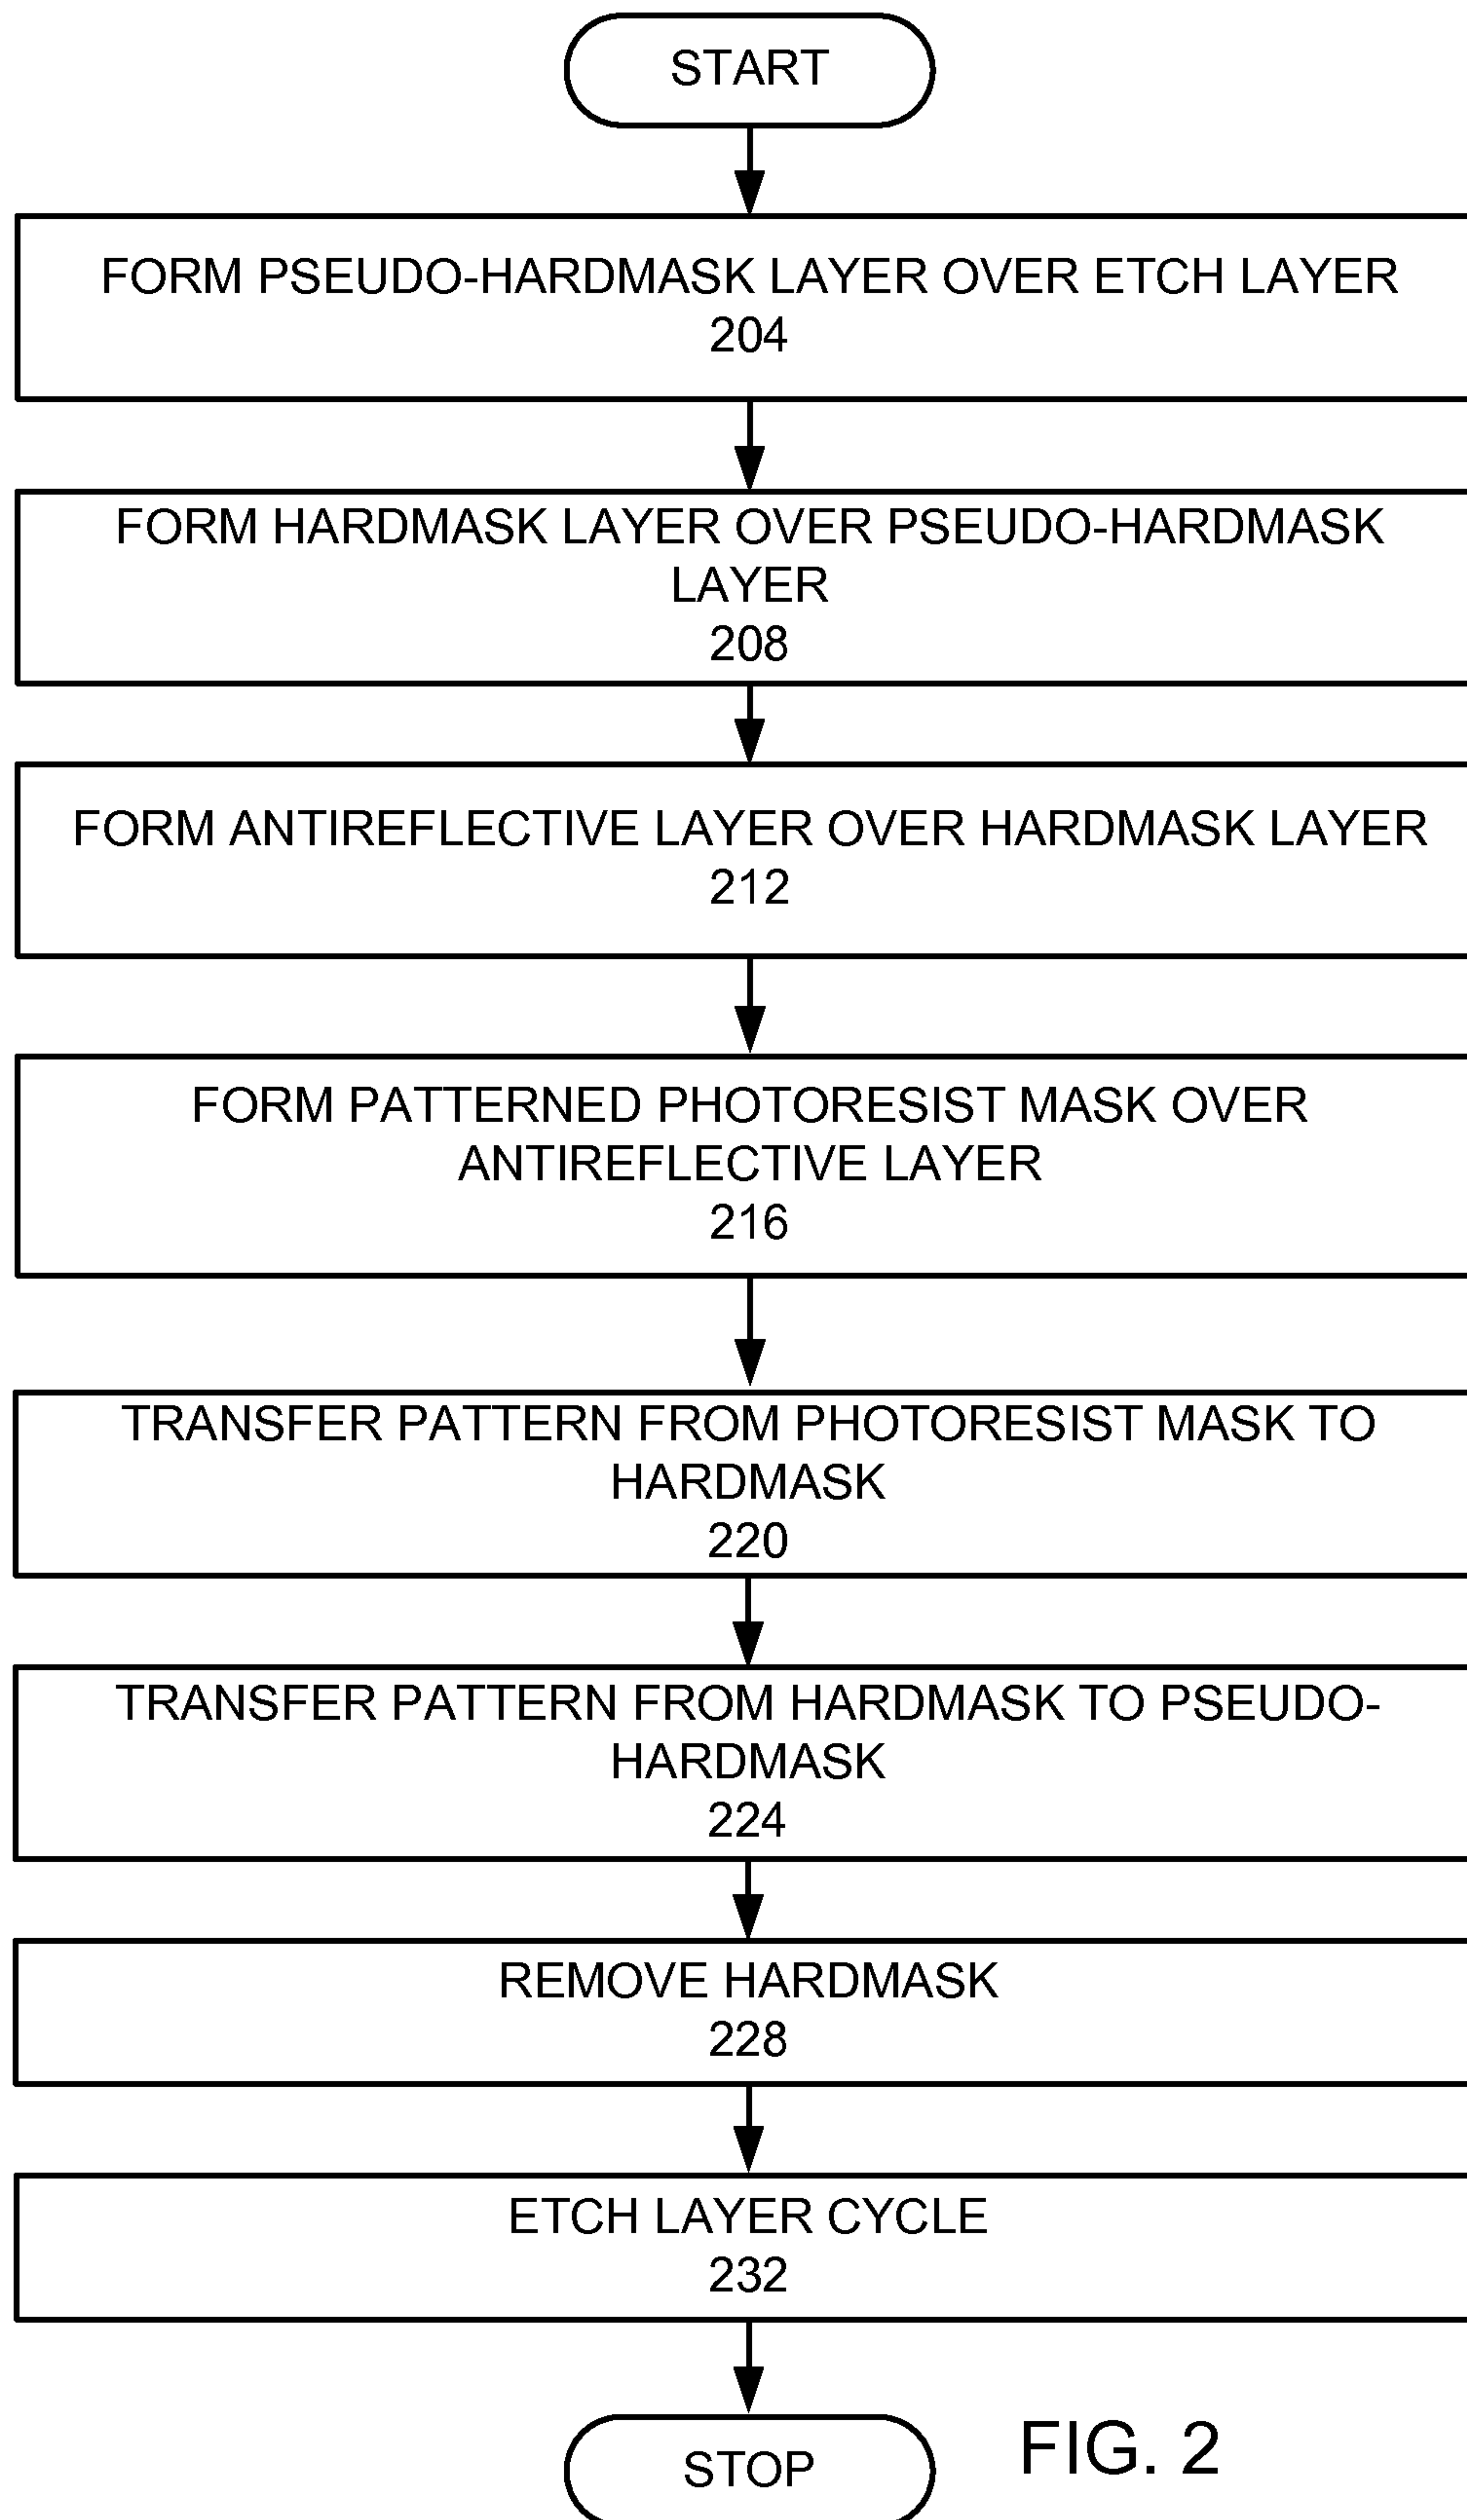 START
FORM PSEUDO-HARDMASK LAYER OVER ETCH LAYER
204
FORM HARDMASK LAYER OVER PSEUDO-HARDMASK
LAYER
208
FORM ANTIREFLECTIVE LAYER OVER HARDMASK LAYER
212
FORM PATTERNED PHOTORESIST MASK OVER
ANTIREFLECTIVE LAYER
216
TRANSFER PATTERN FROM PHOTORESIST MASK TO
HARDMASK
220
TRANSFER PATTERN FROM HARDMASK TO PSEUDO-
HARDMASK
224
REMOVE HARDMASK
228
ETCH LAYER CYCLE
232
STOP
FIG. 2